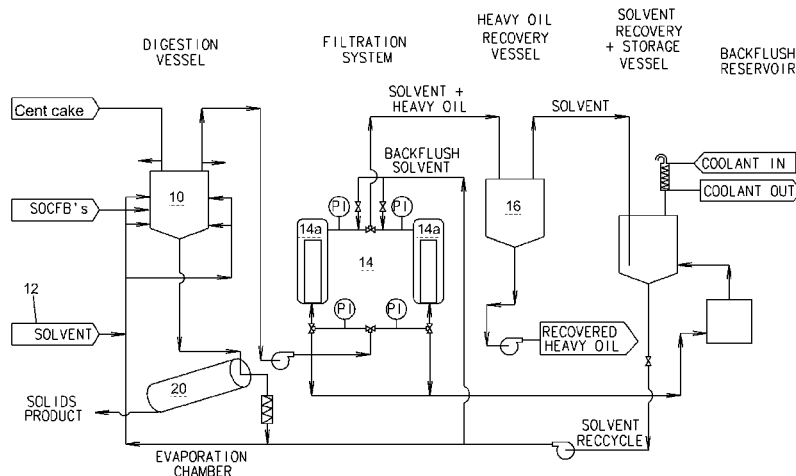 DIGESTION
VESSEL
FILTRATION
SYSTEM
HEAVY OIL
RECOVERY
VESSEL
SOLVENT
RECOVERY
+ STORAGE
VESSEL
BACKFLUSH
RESERVOIR
Cent cake
SOCFB's
12
SOLVENT
10
SOLVENT +
HEAVY OIL
BACKFLUSH
SOLVENT
PI
PI
14a
14a
14
PI
PI
SOLVENT
16
COOLANT IN
COOLANT OUT
RECOVERED
HEAVY OIL
20
SOLIDS
PRODUCT
EVAPORATION
CHAMBER
SOLVENT
RECCYCLE